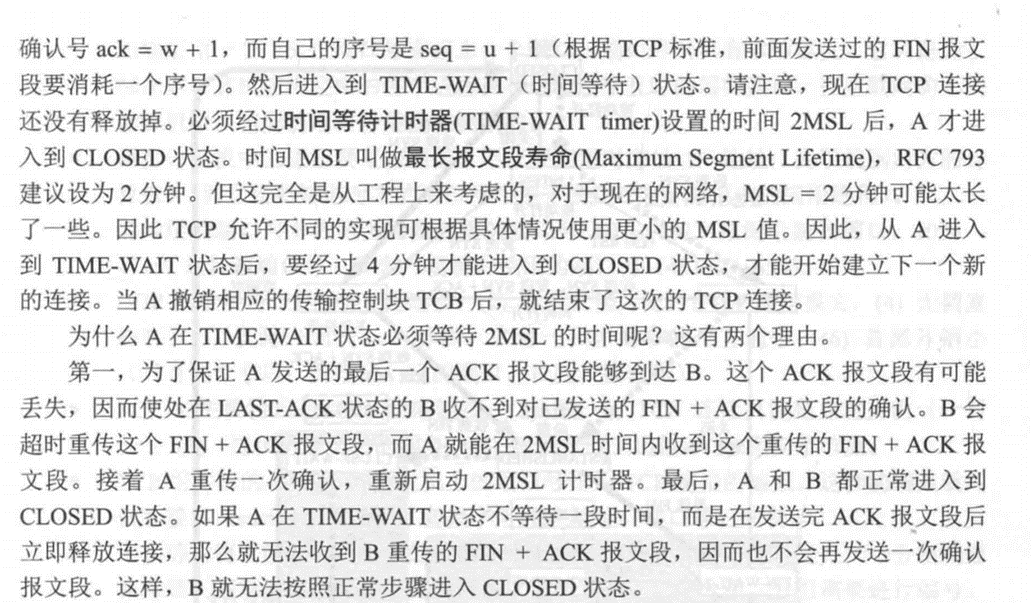 确认号 ack = w + 1，而自己的序号是 seq = u + 1（根据 TCP 标准，前面发送过的 FIN 报文
段要消耗一个序号）。然后进入到 TIME-WAIT（时间等待）状态。请注意，现在 TCP 连接
还没有释放掉。必须经过时间等待计时器(TIME-WAIT timer)设置的时间 2MSL 后，A 才进
入到 CLOSED 状态。时间 MSL 叫做最长报文段寿命(Maximum Segment Lifetime)，RFC 793
建议设为 2 分钟。但这完全是从工程上来考虑的，对于现在的网络，MSL = 2 分钟可能太长
了一些。因此 TCP 允许不同的实现可根据具体情况使用更小的 MSL 值。因此，从 A 进入
到 TIME-WAIT 状态后，要经过 4 分钟才能进入到 CLOSED 状态，才能开始建立下一个新
的连接。当 A 撤销相应的传输控制块 TCB 后，就结束了这次的 TCP 连接。
为什么 A 在 TIME-WAIT 状态必须等待 2MSL 的时间呢？这有两个理由。
第一，为了保证 A 发送的最后一个 ACK 报文段能够到达 B。这个 ACK 报文段有可能
丢失，因而使处在 LAST-ACK 状态的 B 收不到对已发送的 FIN + ACK 报文段的确认。B 会
超时重传这个 FIN + ACK 报文段，而 A 就能在 2MSL 时间内收到这个重传的 FIN + ACK 报
文段。接着 A 重传一次确认，重新启动 2MSL 计时器。最后，A 和 B 都正常进入到
CLOSED 状态。如果 A 在 TIME-WAIT 状态不等待一段时间，而是在发送完 ACK 报文段后
立即释放连接，那么就无法收到 B 重传的 FIN + ACK 报文段，因而也不会再发送一次确认
报文段。这样，B 就无法按照正常步骤进入 CLOSED 状态。